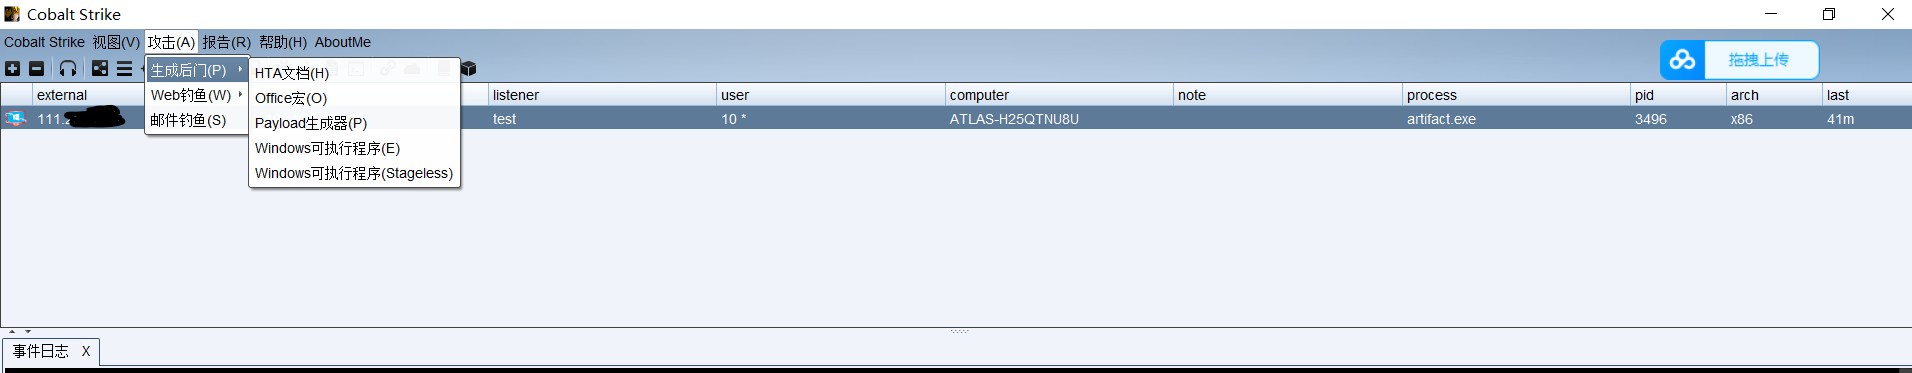 Cobalt Strike
Cobalt Strike 视图(V) 攻击(A) 报告(R) 帮助(H) AboutMe
拖拽上传
生成后门(P)
Web钓鱼(W)
邮件钓鱼(S)
HTA文档(H)
Office宏(O)
Payload生成器(P)
Windows可执行程序(E)
Windows可执行程序(Stageless)
external listener user computer note process pid arch last
111. test 10 * ATLAS-H25QTNU8U artifact.exe 3496 x86 41m
事件日志 X